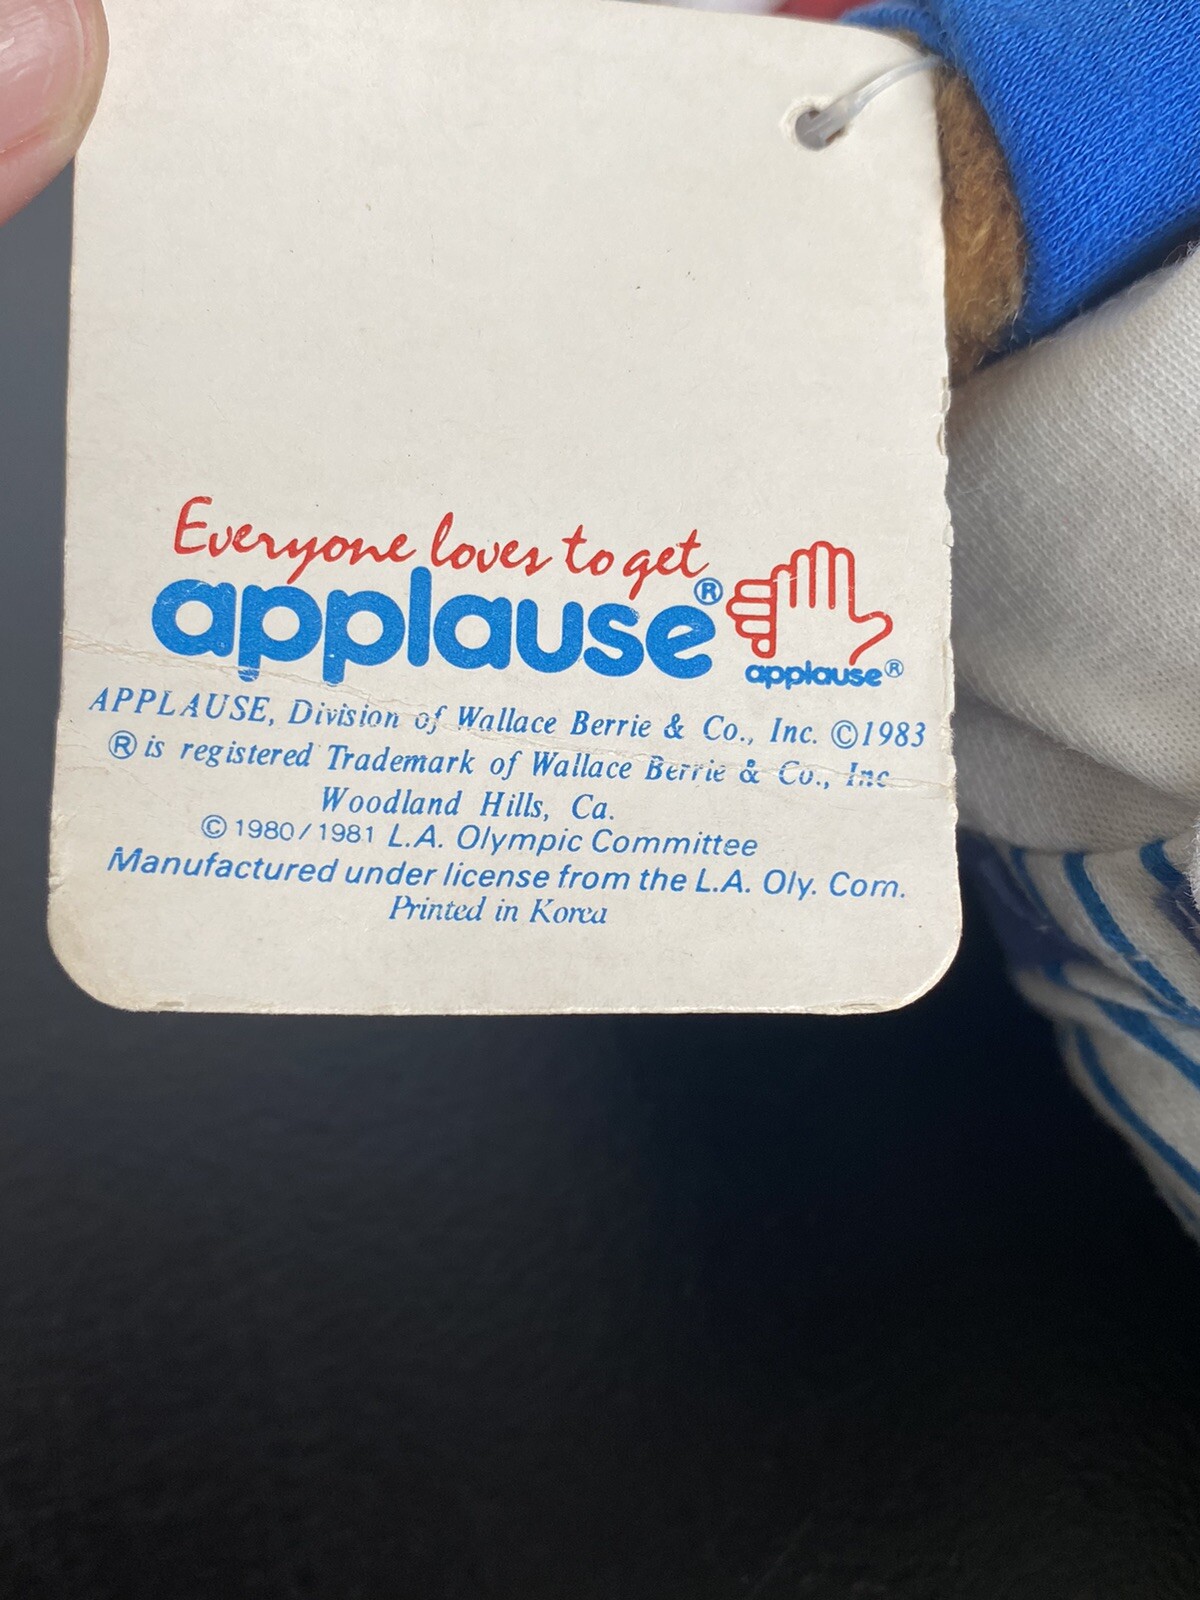 Everyone loves to get
applause®
applause®
APPLAUSE, Division of Wallace Berrie & Co., Inc. ©1983
® is registered Trademark of Wallace Berrie & Co., Inc
Woodland Hills, Ca.
© 1980/1981 L.A. Olympic Committee
Manufactured under license from the L.A. Oly. Com.
Printed in Korea